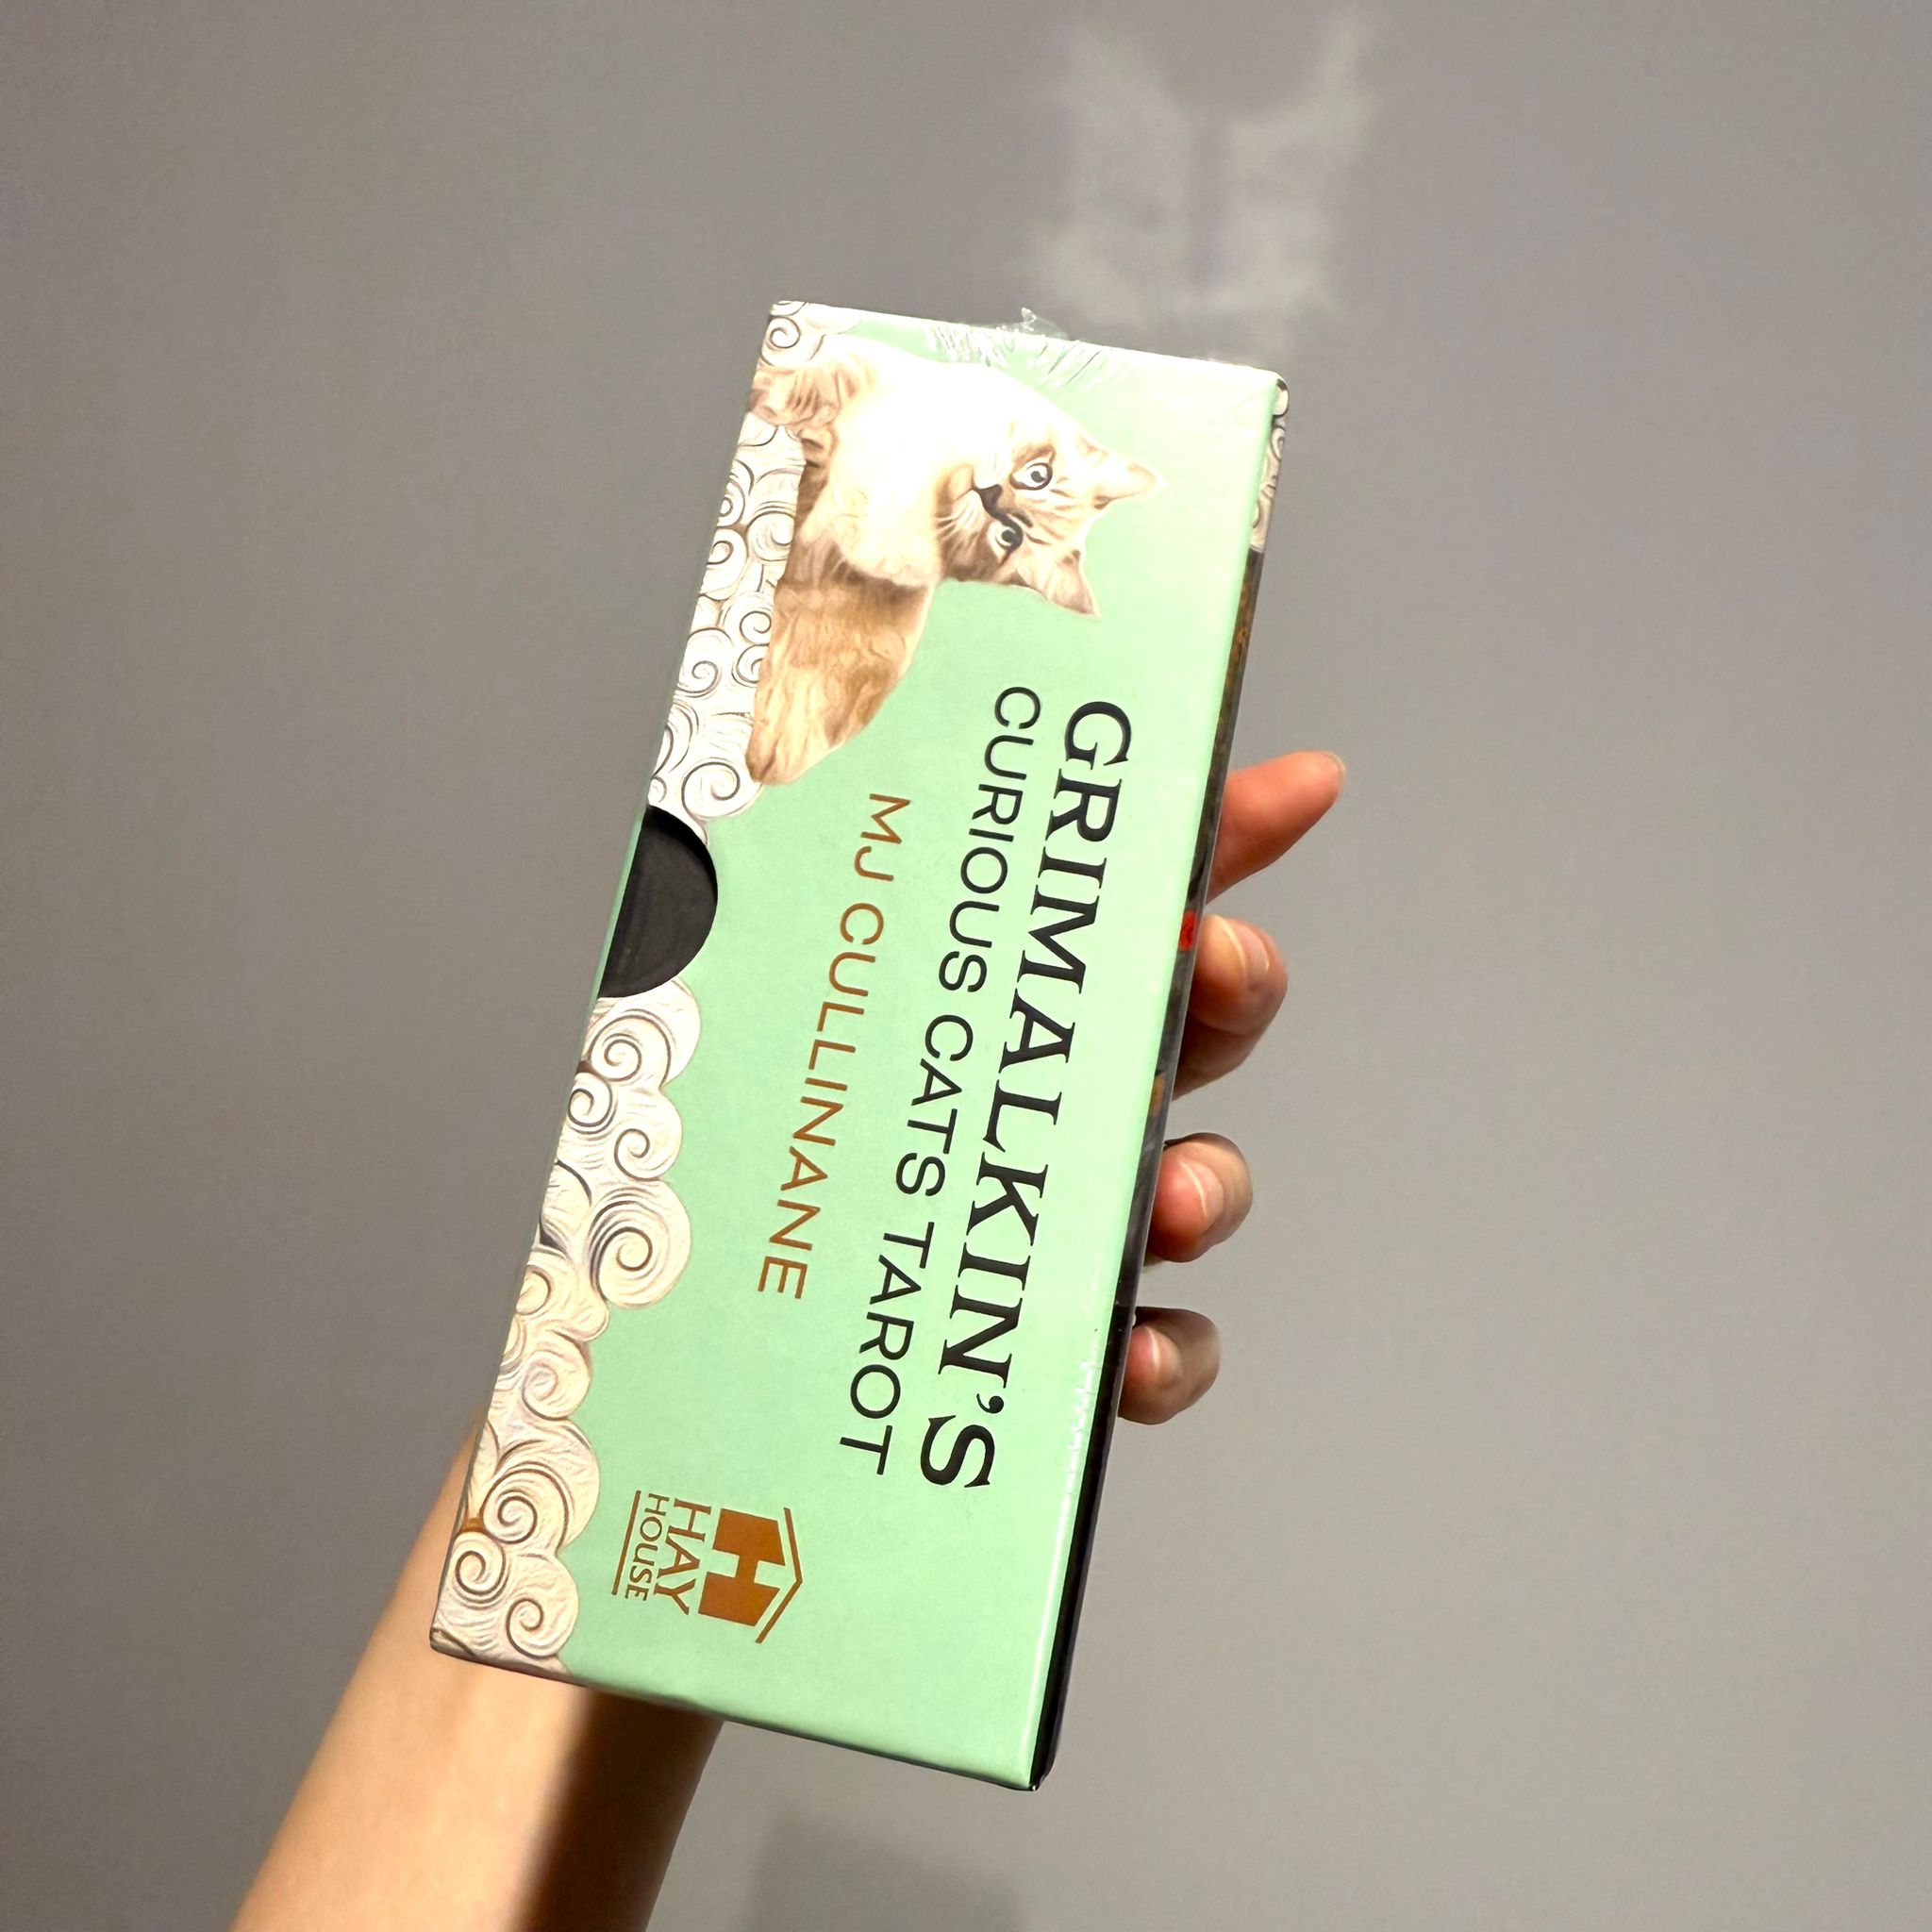 GRIMALKIN'S
CURIOUS CATS TAROT
MJ CULLINANE
HAY
HOUSE